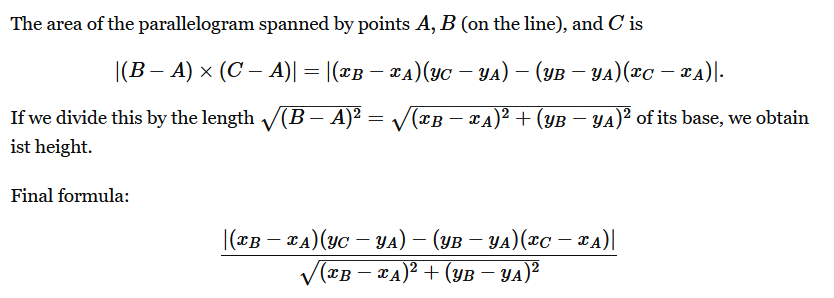 The area of the parallelogram spanned by points A, B (on the line), and C is
|(B − A) × (C − A)| = |(x_B − x_A)(y_C − y_A) − (y_B − y_A)(x_C − x_A)|.
If we divide this by the length √((B − A)²) = √((x_B − x_A)² + (y_B − y_A)²) of its base, we obtain
ist height.
Final formula:
|(x_B − x_A)(y_C − y_A) − (y_B − y_A)(x_C − x_A)|
√((x_B − x_A)² + (y_B − y_A)²)